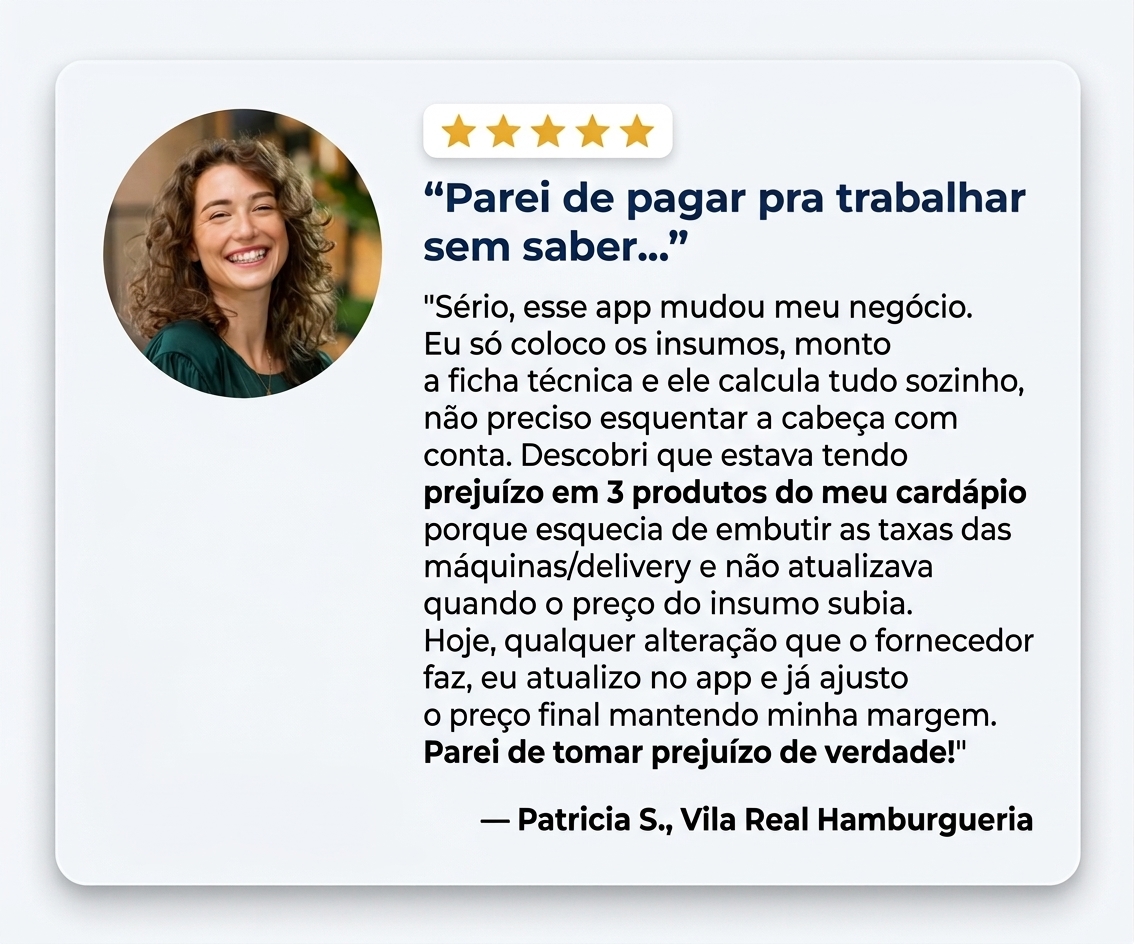 “Parei de pagar pra trabalhar
sem saber...”
"Sério, esse app mudou meu negócio.
Eu só coloco os insumos, monto
a ficha técnica e ele calcula tudo sozinho,
não preciso esquentar a cabeça com
conta. Descobri que estava tendo
prejuízo em 3 produtos do meu cardápio
porque esquecia de embutir as taxas das
máquinas/delivery e não atualizava
quando o preço do insumo subia.
Hoje, qualquer alteração que o fornecedor
faz, eu atualizo no app e já ajusto
o preço final mantendo minha margem.
Parei de tomar prejuízo de verdade!"
— Patricia S., Vila Real Hamburgueria